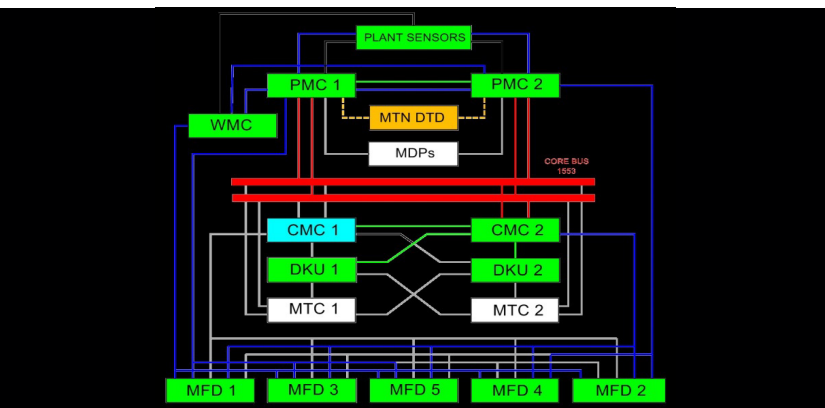 PLANT SENSORS
PMC 1
PMC 2
MTN DTD
WMC
MDPs
CORE BUS
1553
CMC 1
CMC 2
DKU 1
DKU 2
MTC 1
MTC 2
MFD 1
MFD 3
MFD 5
MFD 4
MFD 2